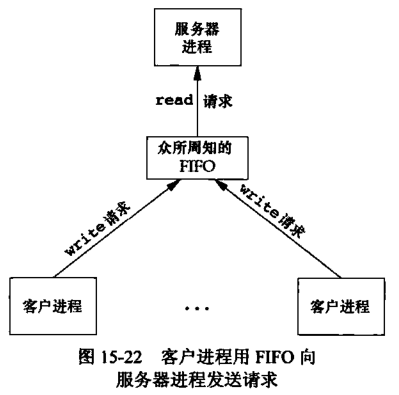 服务器
进程
read 请求
众所周知的
FIFO
write请求
write请求
客户进程
...
客户进程
图 15-22 客户进程用 FIFO 向
服务器进程发送请求